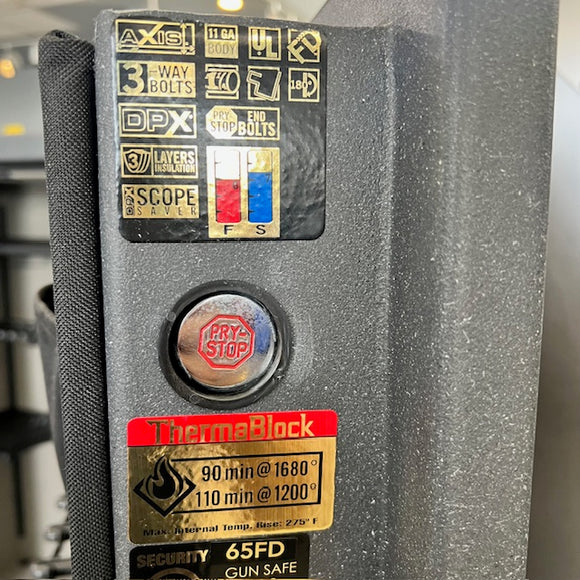 AXIS
11 GA
BODY
UL
3-WAY
BOLTS
180°
DPX
PRY-
STOP
END
BOLTS
3
LAYERS
INSULATION
DPX
SCOPE
SAVER
F S
PRY-
STOP
ThermaBlock
90 min @ 1680°
110 min @ 1200°
Max. Internal Temp. Rise: 275° F
SECURITY 65FD
GUN SAFE